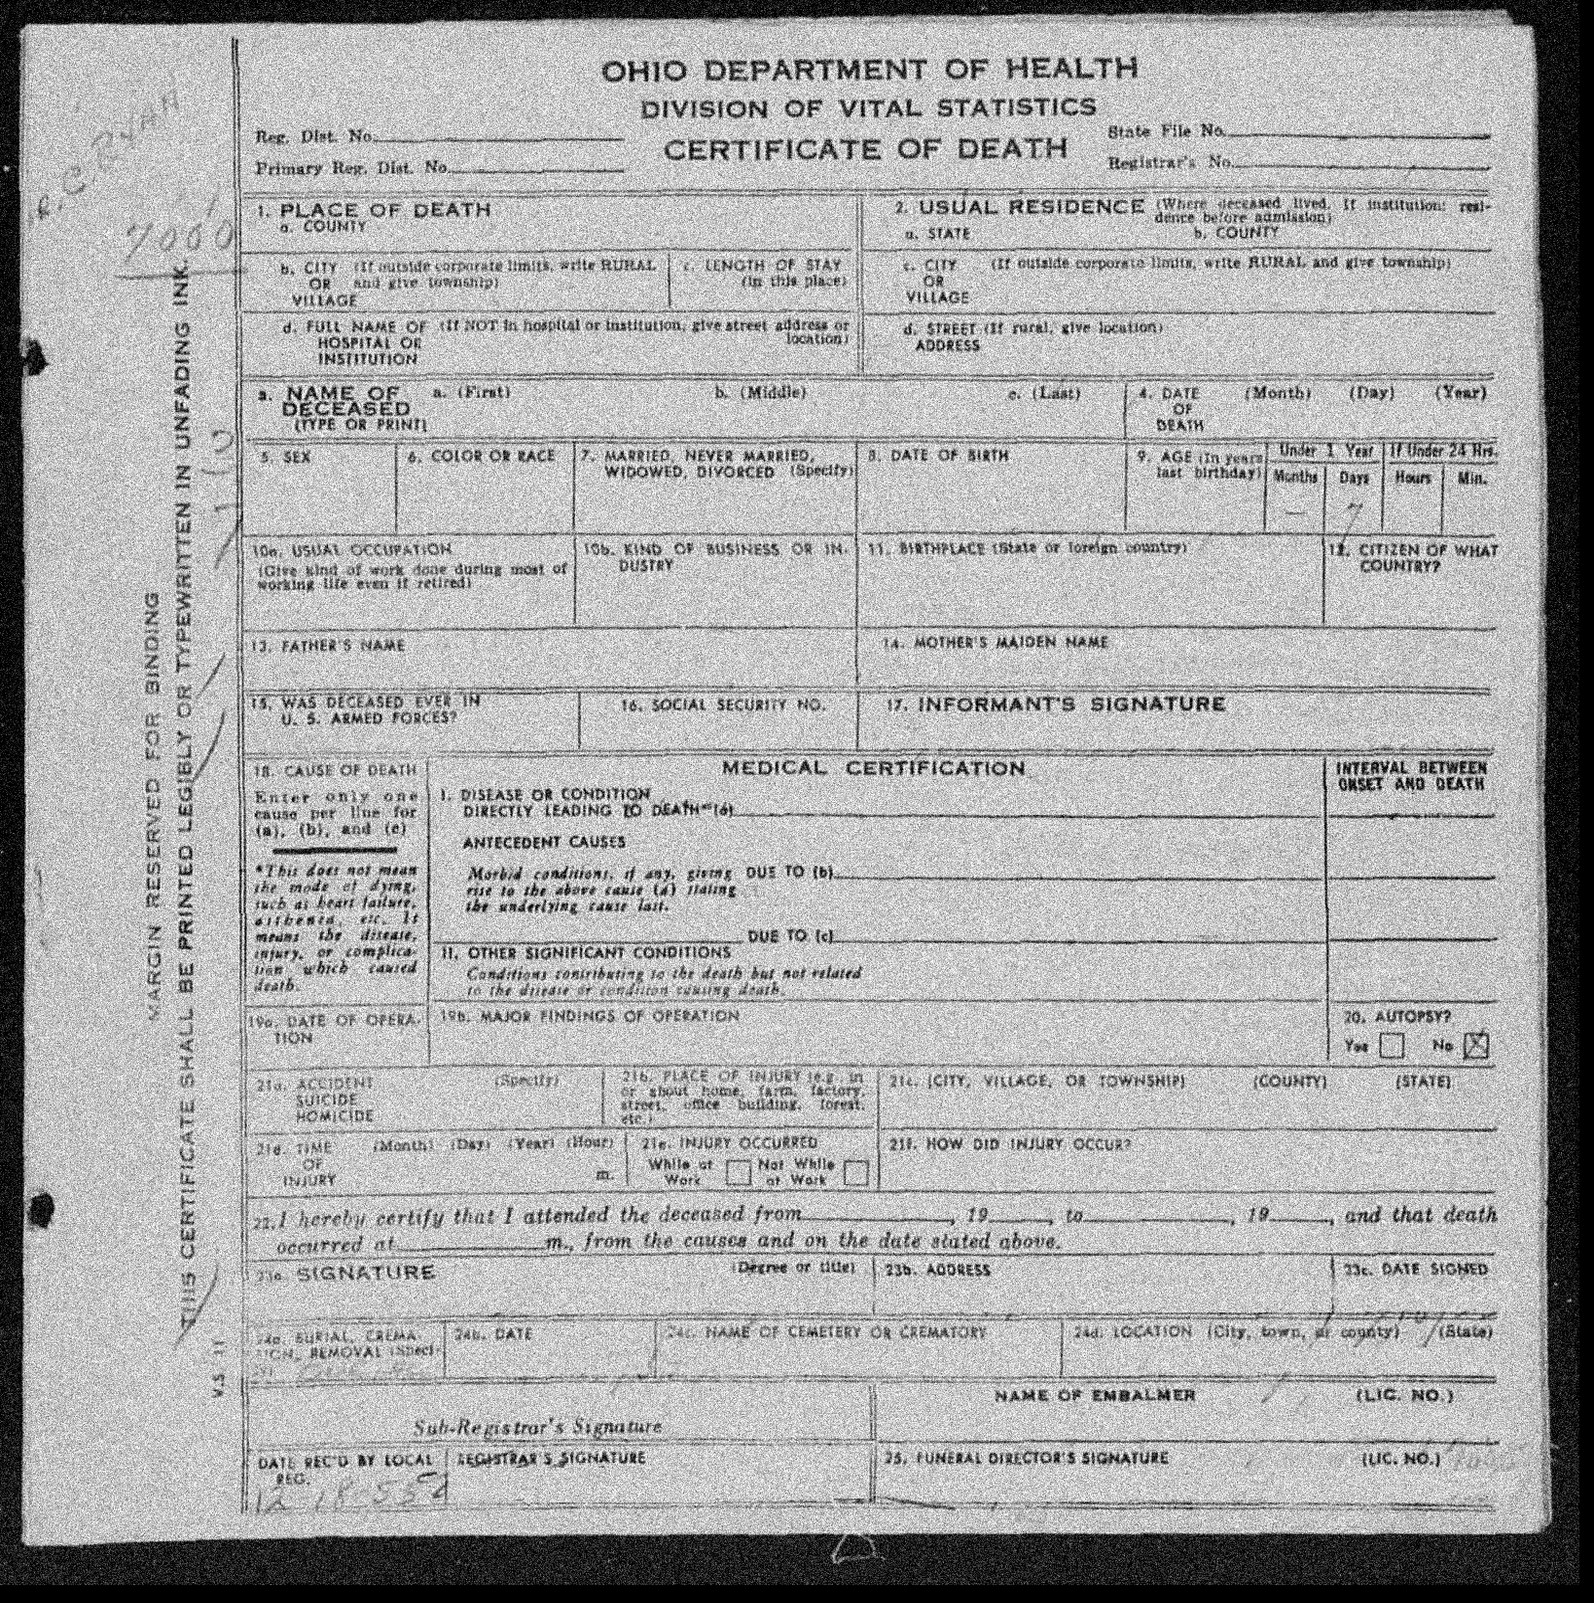 OHIO DEPARTMENT OF HEALTH
DIVISION OF VITAL STATISTICS
CERTIFICATE OF DEATH
Reg. Dist. No.
Primary Reg. Dist. No.
State File No.
Registrar's No.
R. C. RYAN
7000
MARGIN RESERVED FOR BINDING
THIS CERTIFICATE SHALL BE PRINTED LEGIBLY OR TYPEWRITTEN IN UNFADING INK.
V.S. 11
1. PLACE OF DEATH
a. COUNTY
2. USUAL RESIDENCE (Where deceased lived. If institution: resi-
dence before admission)
a. STATE b. COUNTY
b. CITY (If outside corporate limits, write RURAL
OR and give township)
VILLAGE
c. LENGTH OF STAY
(in this place)
c. CITY (If outside corporate limits, write RURAL and give township)
OR
VILLAGE
d. FULL NAME OF (If NOT in hospital or institution, give street address or
HOSPITAL OR location)
INSTITUTION
d. STREET (If rural, give location)
ADDRESS
3. NAME OF a. (First) b. (Middle) c. (Last)
DECEASED
(TYPE OR PRINT)
4. DATE (Month) (Day) (Year)
OF
DEATH
5. SEX
6. COLOR OR RACE
7. MARRIED, NEVER MARRIED,
WIDOWED, DIVORCED (Specify)
8. DATE OF BIRTH
9. AGE (In years
last birthday)
Under 1 Year
Months Days
— 7
If Under 24 Hrs.
Hours Min.
10a. USUAL OCCUPATION
(Give kind of work done during most of
working life even if retired)
10b. KIND OF BUSINESS OR IN-
DUSTRY
11. BIRTHPLACE (State or foreign country)
12. CITIZEN OF WHAT
COUNTRY?
13. FATHER'S NAME
14. MOTHER'S MAIDEN NAME
15. WAS DECEASED EVER IN
U. S. ARMED FORCES?
16. SOCIAL SECURITY NO.
17. INFORMANT'S SIGNATURE
18. CAUSE OF DEATH
Enter only one
cause per line for
(a), (b), and (c)
*This does not mean
the mode of dying,
such as heart failure,
asthenia, etc. It
means the disease,
injury, or complica-
tion which caused
death.
MEDICAL CERTIFICATION
I. DISEASE OR CONDITION
DIRECTLY LEADING TO DEATH* (a)
ANTECEDENT CAUSES
Morbid conditions, if any, giving DUE TO (b)
rise to the above cause (a) stating
the underlying cause last.
DUE TO (c)
II. OTHER SIGNIFICANT CONDITIONS
Conditions contributing to the death but not related
to the disease or condition causing death.
INTERVAL BETWEEN
ONSET AND DEATH
19a. DATE OF OPERA-
TION
19b. MAJOR FINDINGS OF OPERATION
20. AUTOPSY?
Yes No X
21a. ACCIDENT (Specify)
SUICIDE
HOMICIDE
21b. PLACE OF INJURY (e.g. in
or about home, farm, factory,
street, office building, forest,
etc.)
21c. (CITY, VILLAGE, OR TOWNSHIP) (COUNTY) (STATE)
21d. TIME (Month) (Day) (Year) (Hour)
OF
INJURY m.
21e. INJURY OCCURRED
While at Not While
Work at Work
21f. HOW DID INJURY OCCUR?
22. I hereby certify that I attended the deceased from , 19 , to , 19 , and that death
occurred at m., from the causes and on the date stated above.
23a. SIGNATURE (Degree or title)
23b. ADDRESS
23c. DATE SIGNED
24a. BURIAL, CREMA-
TION, REMOVAL (Speci-
fy)
24b. DATE
24c. NAME OF CEMETERY OR CREMATORY
24d. LOCATION (City, town, or county) (State)
Sub-Registrar's Signature
NAME OF EMBALMER (LIC. NO.)
DATE REC'D BY LOCAL
REG.
12 18 55
REGISTRAR'S SIGNATURE
25. FUNERAL DIRECTOR'S SIGNATURE (LIC. NO.)